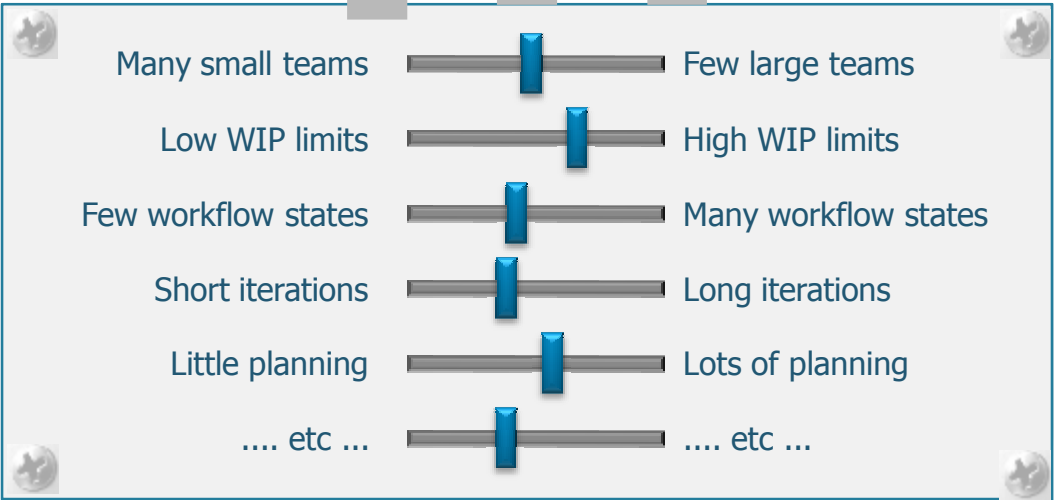 Many small teams Few large teams
Low WIP limits High WIP limits
Few workflow states Many workflow states
Short iterations Long iterations
Little planning Lots of planning
.... etc ... .... etc ...